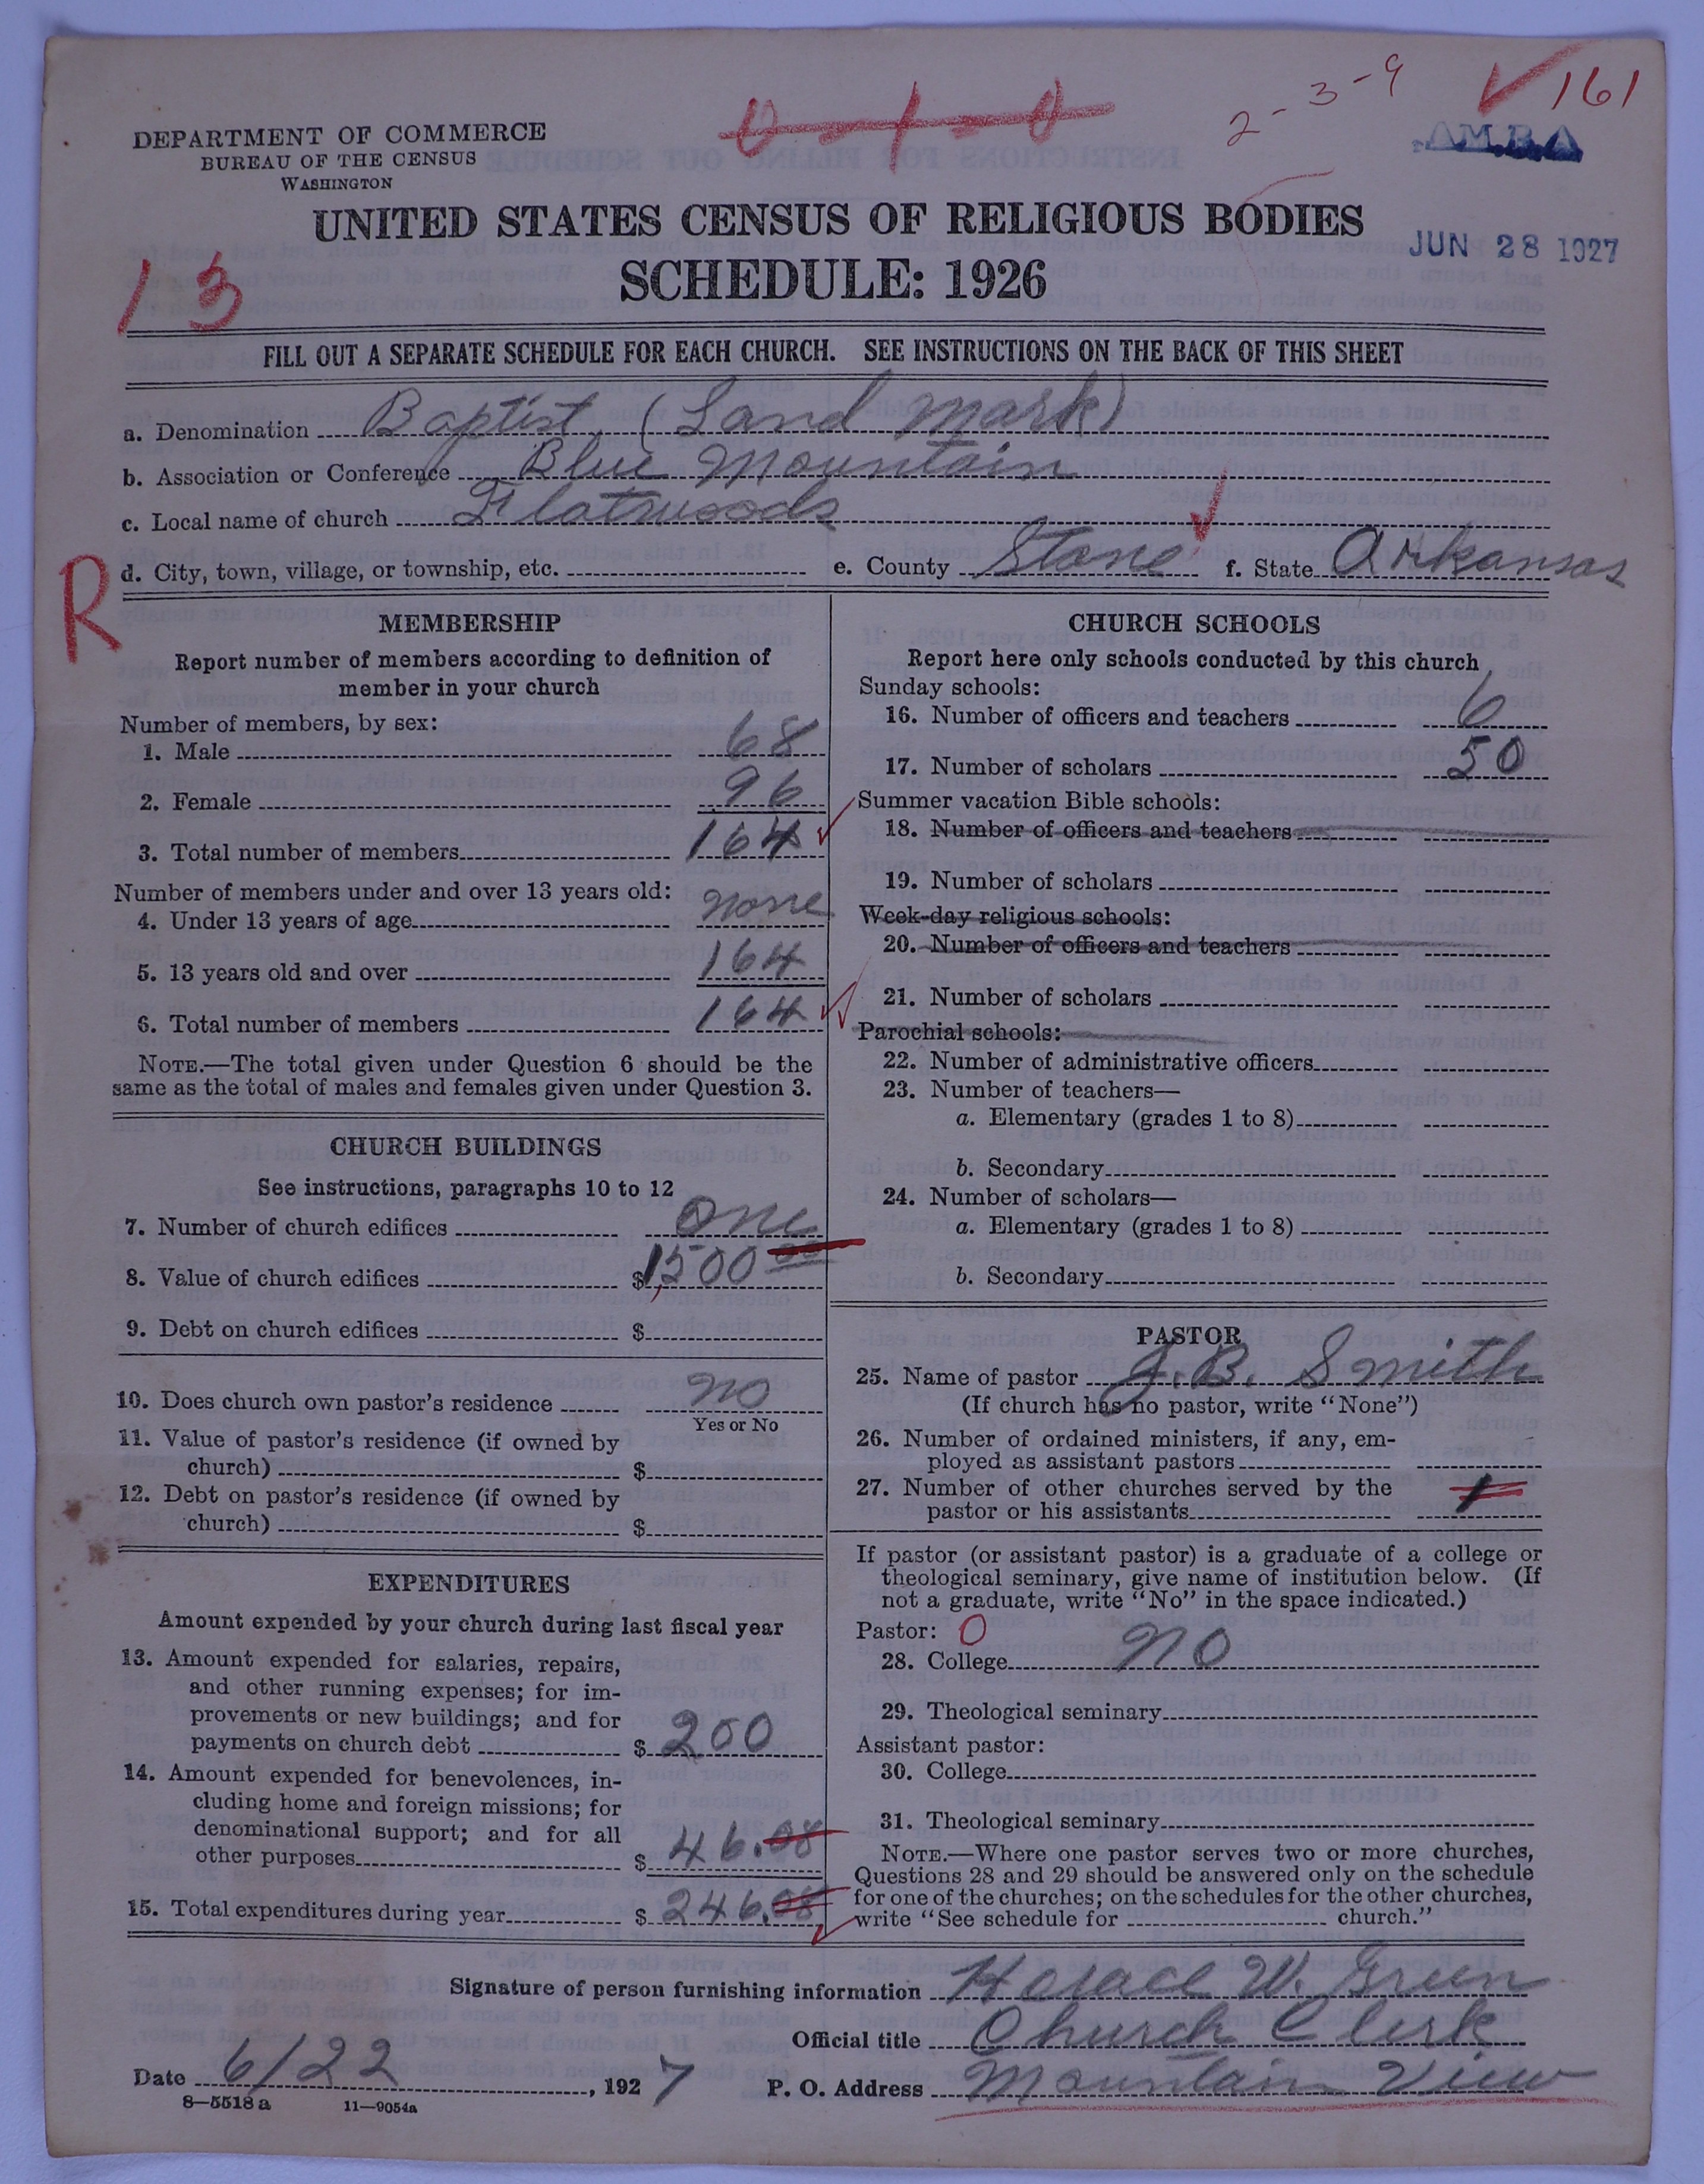 0-1-0
2-3-9
161
AM.B.A
DEPARTMENT OF COMMERCE
BUREAU OF THE CENSUS
WASHINGTON
UNITED STATES CENSUS OF RELIGIOUS BODIES
JUN 28 1927
SCHEDULE: 1926
13
FILL OUT A SEPARATE SCHEDULE FOR EACH CHURCH. SEE INSTRUCTIONS ON THE BACK OF THIS SHEET
a. Denomination Baptist (Land mark)
b. Association or Conference Blue Mountain
c. Local name of church Flatwoods
d. City, town, village, or township, etc. e. County Stone f. State Arkansas
R
MEMBERSHIP
Report number of members according to definition of
member in your church
Number of members, by sex:
1. Male 68
2. Female 96
3. Total number of members 164
Number of members under and over 13 years old:
4. Under 13 years of age none
5. 13 years old and over 164
6. Total number of members 164
NOTE.—The total given under Question 6 should be the
same as the total of males and females given under Question 3.
CHURCH BUILDINGS
See instructions, paragraphs 10 to 12
7. Number of church edifices one
8. Value of church edifices $1,500 00
9. Debt on church edifices $
10. Does church own pastor's residence no
Yes or No
11. Value of pastor's residence (if owned by
church) $
12. Debt on pastor's residence (if owned by
church) $
EXPENDITURES
Amount expended by your church during last fiscal year
13. Amount expended for salaries, repairs,
and other running expenses; for im-
provements or new buildings; and for
payments on church debt $ 200
14. Amount expended for benevolences, in-
cluding home and foreign missions; for
denominational support; and for all
other purposes $ 46.08
15. Total expenditures during year $ 246.08
CHURCH SCHOOLS
Report here only schools conducted by this church
Sunday schools:
16. Number of officers and teachers 6
17. Number of scholars 50
Summer vacation Bible schools:
18. Number of officers and teachers
19. Number of scholars
Week-day religious schools:
20. Number of officers and teachers
21. Number of scholars
Parochial schools:
22. Number of administrative officers
23. Number of teachers—
a. Elementary (grades 1 to 8)
b. Secondary
24. Number of scholars—
a. Elementary (grades 1 to 8)
b. Secondary
PASTOR
25. Name of pastor J. B. Smith
(If church has no pastor, write "None")
26. Number of ordained ministers, if any, em-
ployed as assistant pastors
27. Number of other churches served by the
pastor or his assistants 1
If pastor (or assistant pastor) is a graduate of a college or
theological seminary, give name of institution below. (If
not a graduate, write "No" in the space indicated.)
Pastor: 0
28. College no
29. Theological seminary
Assistant pastor:
30. College
31. Theological seminary
NOTE.—Where one pastor serves two or more churches,
Questions 28 and 29 should be answered only on the schedule
for one of the churches; on the schedules for the other churches,
write "See schedule for church."
Signature of person furnishing information Horace W. Green
Official title Church Clerk
Date 6/22, 1927 P. O. Address Mountain View
8—5518 a 11—9054a